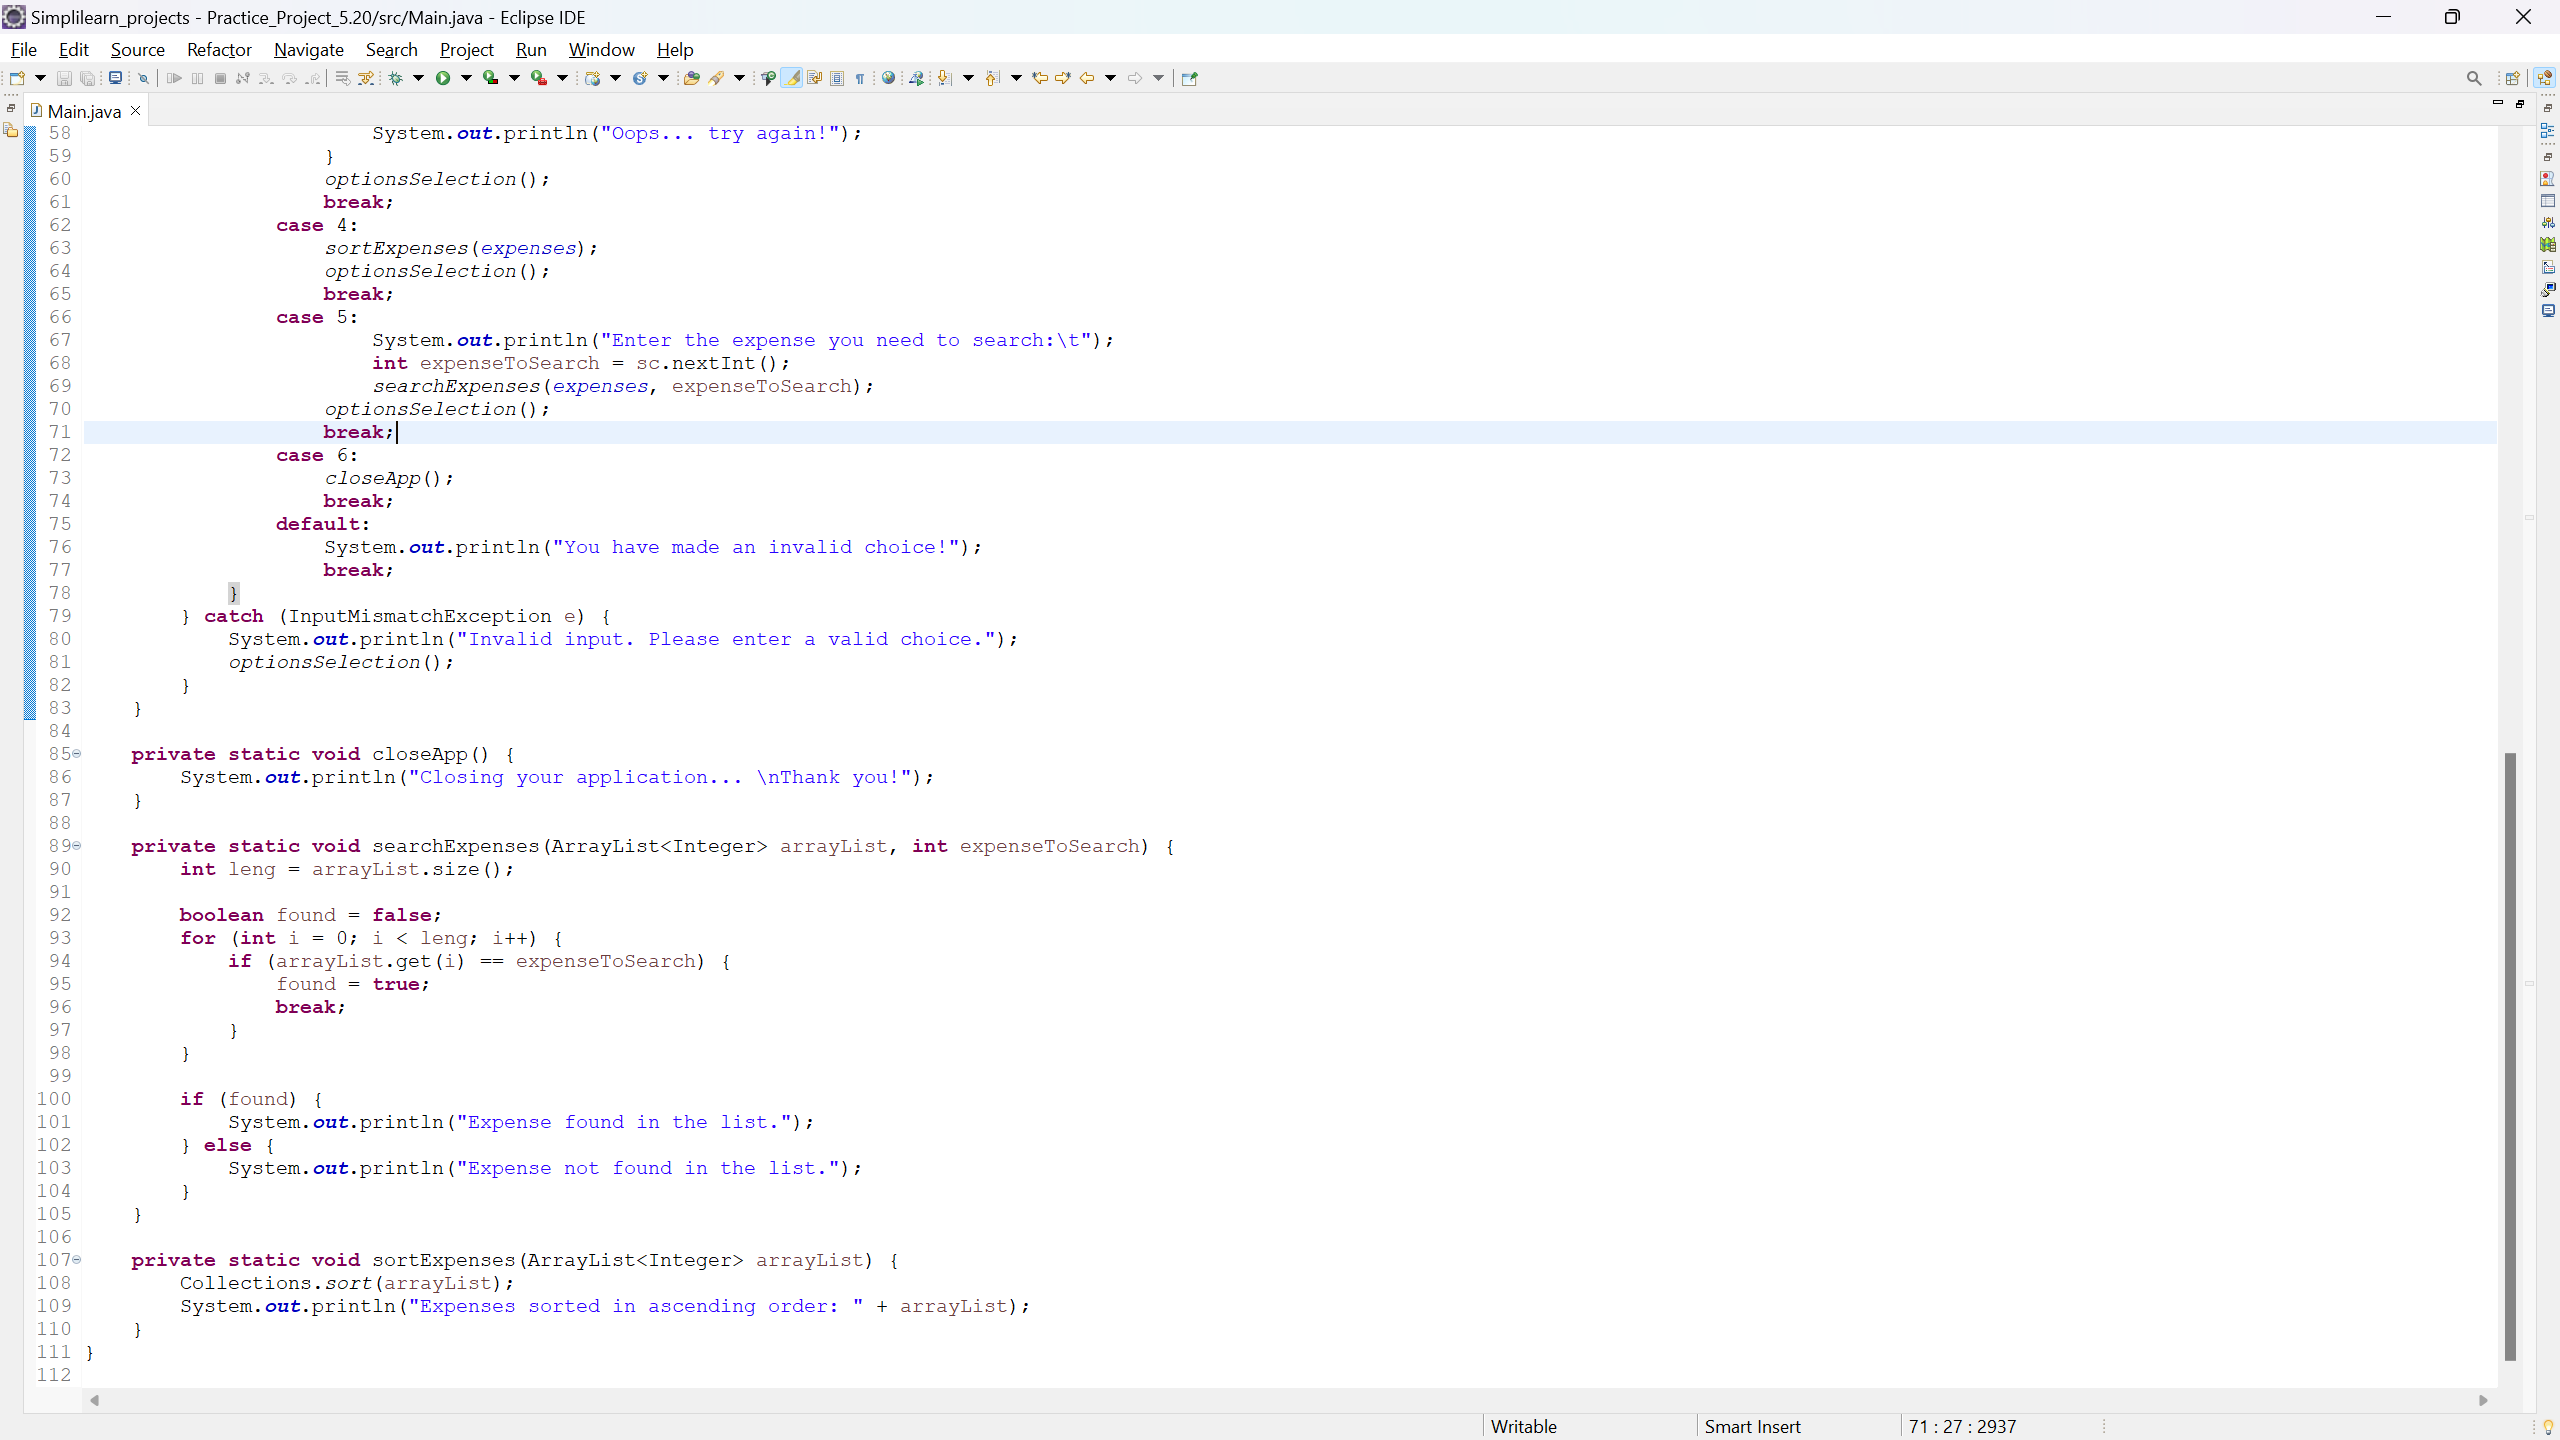 Simplilearn_projects - Practice_Project_5.20/src/Main.java - Eclipse IDE
File Edit Source Refactor Navigate Search Project Run Window Help
Main.java
58 System.out.println("Oops... try again!");
59 }
60 optionsSelection();
61 break;
62 case 4:
63 sortExpenses(expenses);
64 optionsSelection();
65 break;
66 case 5:
67 System.out.println("Enter the expense you need to search:\t");
68 int expenseToSearch = sc.nextInt();
69 searchExpenses(expenses, expenseToSearch);
70 optionsSelection();
71 break;
72 case 6:
73 closeApp();
74 break;
75 default:
76 System.out.println("You have made an invalid choice!");
77 break;
78 }
79 } catch (InputMismatchException e) {
80 System.out.println("Invalid input. Please enter a valid choice.");
81 optionsSelection();
82 }
83 }
84
85 private static void closeApp() {
86 System.out.println("Closing your application... \nThank you!");
87 }
88
89 private static void searchExpenses(ArrayList<Integer> arrayList, int expenseToSearch) {
90 int leng = arrayList.size();
91
92 boolean found = false;
93 for (int i = 0; i < leng; i++) {
94 if (arrayList.get(i) == expenseToSearch) {
95 found = true;
96 break;
97 }
98 }
99
100 if (found) {
101 System.out.println("Expense found in the list.");
102 } else {
103 System.out.println("Expense not found in the list.");
104 }
105 }
106
107 private static void sortExpenses(ArrayList<Integer> arrayList) {
108 Collections.sort(arrayList);
109 System.out.println("Expenses sorted in ascending order: " + arrayList);
110 }
111 }
112
Writable Smart Insert 71 : 27 : 2937